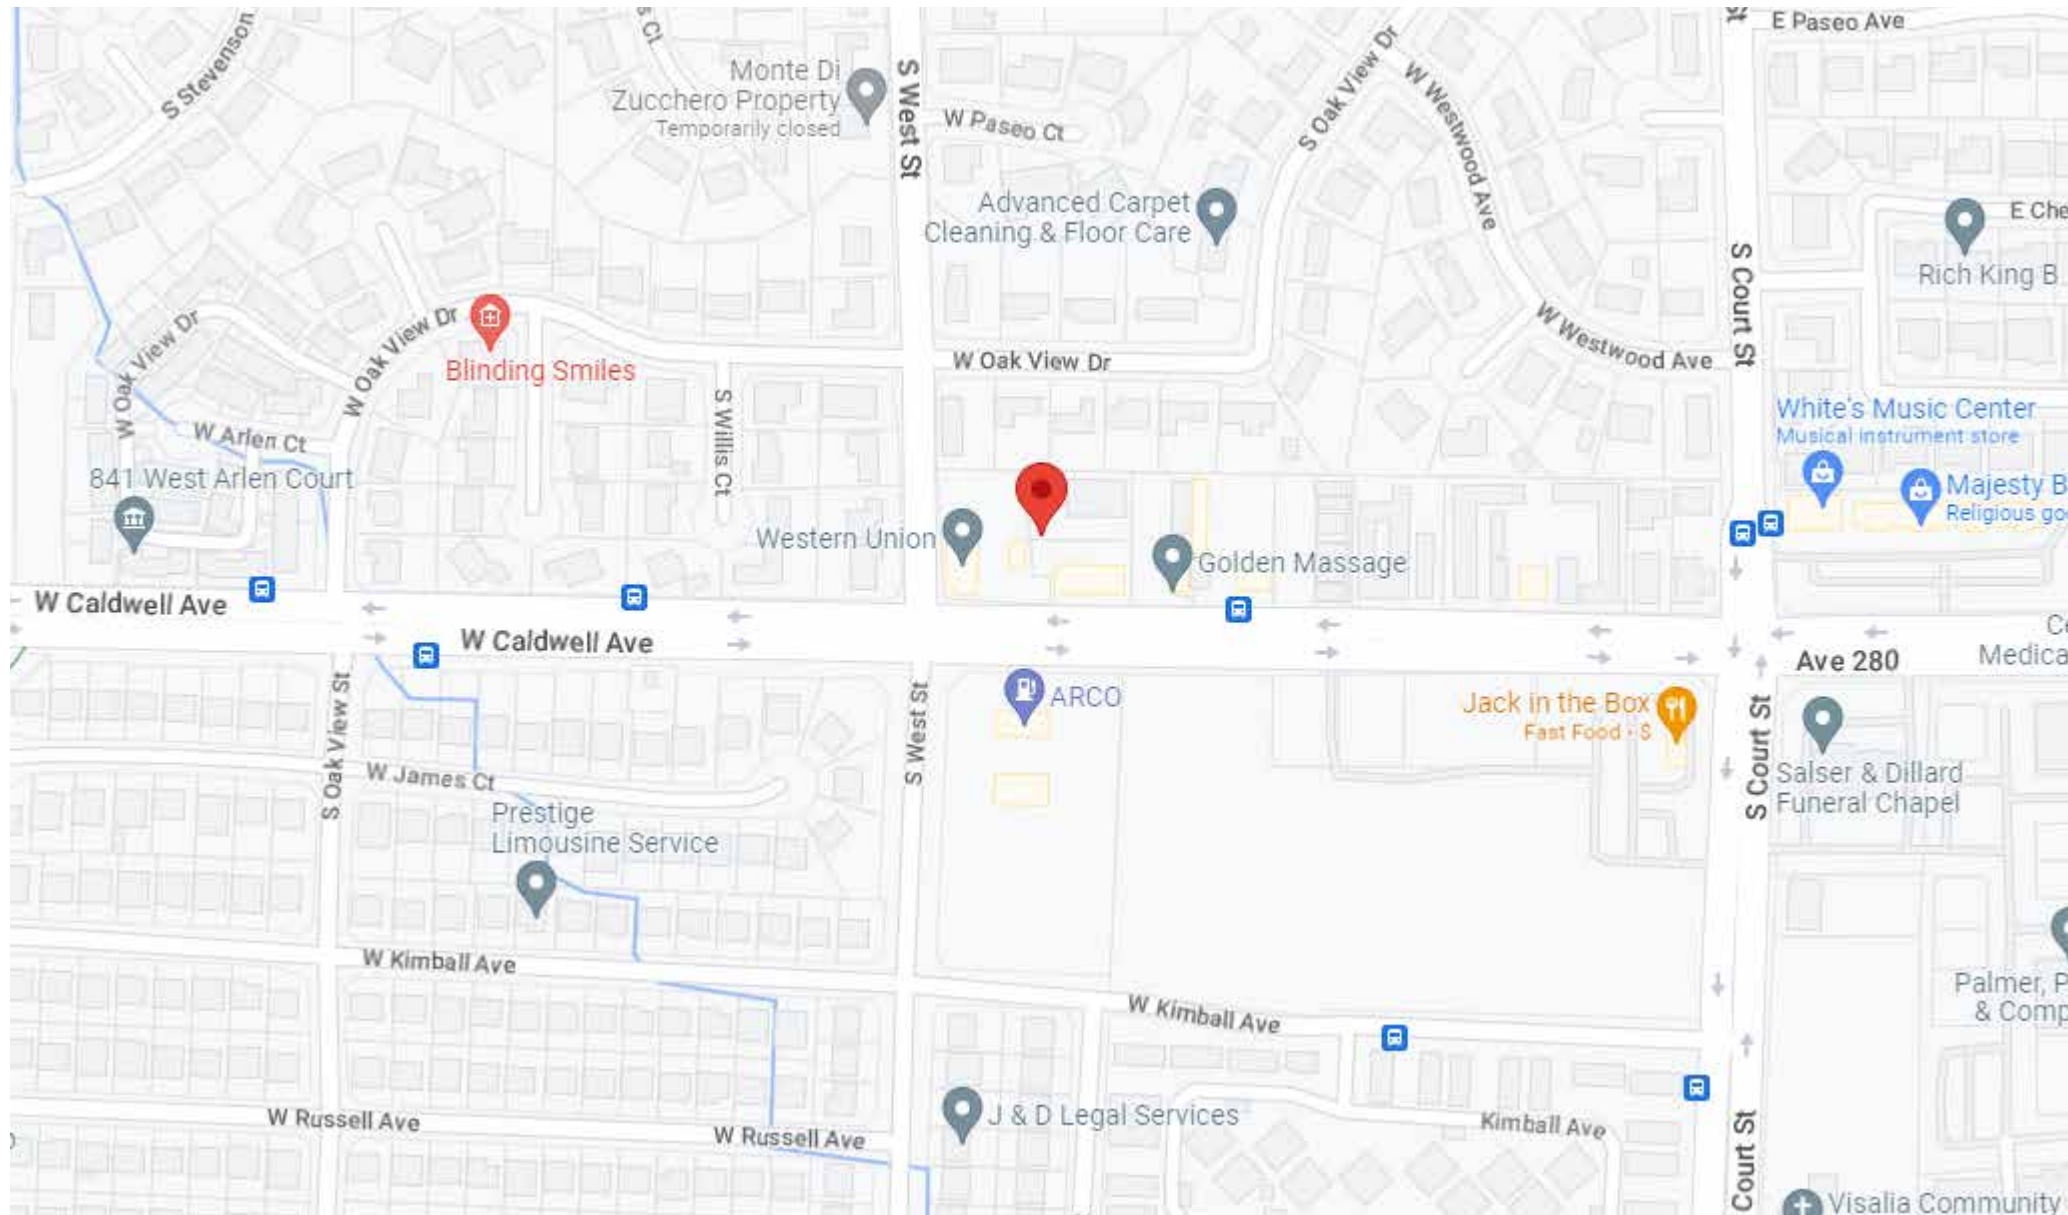 E Paseo Ave
S Stevenson
s Ct
Monte Di
Zucchero Property
Temporarily closed
S West St
W Paseo Ct
S Oak View Dr
W Westwood Ave
Advanced Carpet
Cleaning & Floor Care
E Che
Rich King B
S Court St
W Oak View Dr
W Oak View Dr
Blinding Smiles
W Oak View Dr
W Westwood Ave
S Willis Ct
White's Music Center
Musical instrument store
W Arlen Ct
841 West Arlen Court
Majesty B
Religious go
Western Union
Golden Massage
W Caldwell Ave
W Caldwell Ave
Ce
Medica
Ave 280
S Oak View St
S West St
ARCO
Jack in the Box
Fast Food • $
S Court St
W James Ct
Salser & Dillard
Funeral Chapel
Prestige
Limousine Service
W Kimball Ave
Palmer, P
& Comp
W Kimball Ave
J & D Legal Services
W Russell Ave
W Russell Ave
Kimball Ave
Court St
Visalia Community